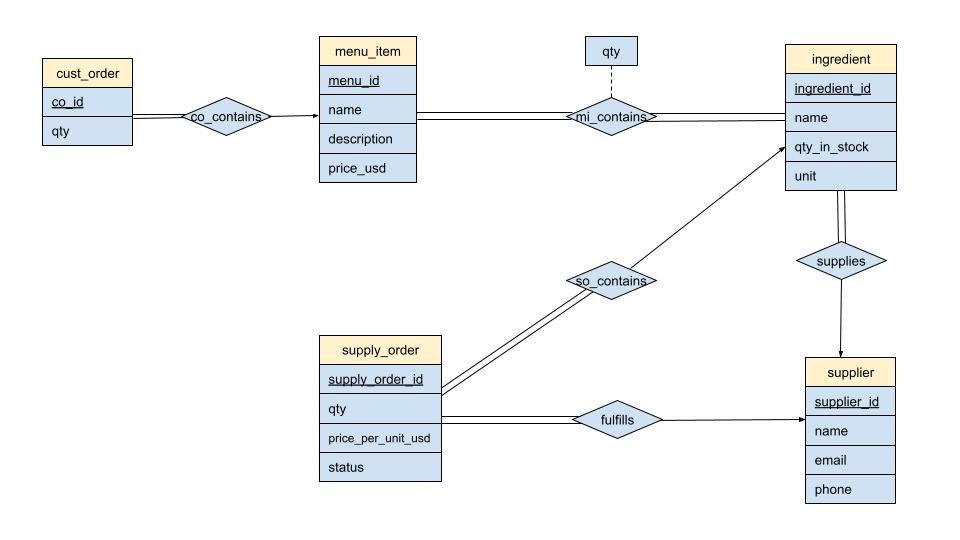 cust_order
co_id
qty
co_contains
menu_item
menu_id
name
description
price_usd
qty
mi_contains
ingredient
ingredient_id
name
qty_in_stock
unit
so_contains
supplies
supply_order
supply_order_id
qty
price_per_unit_usd
status
fulfills
supplier
supplier_id
name
email
phone